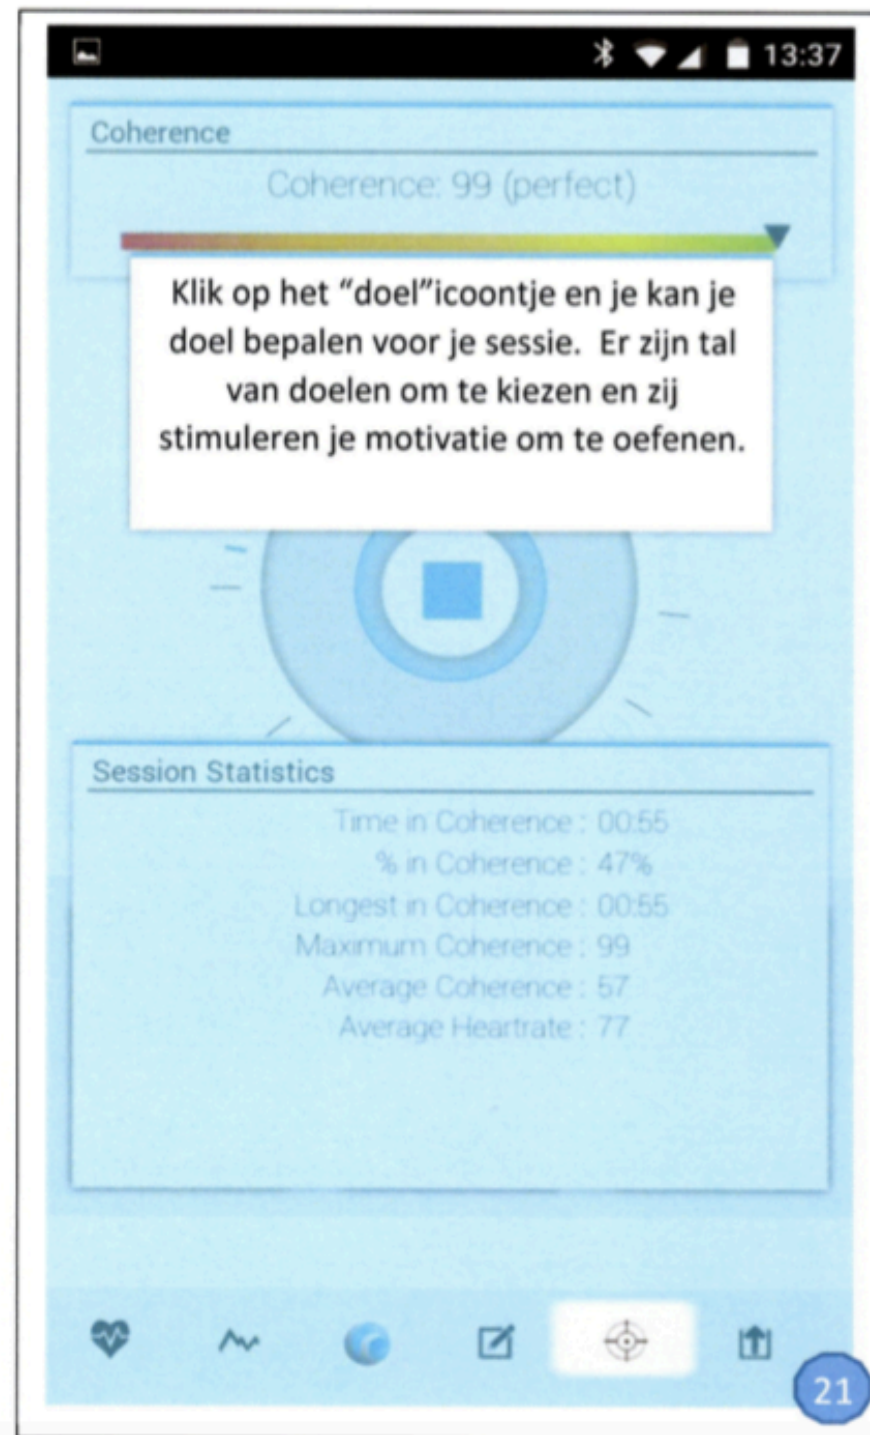 13:37
Coherence
Coherence: 99 (perfect)
Klik op het “doel”icoontje en je kan je
doel bepalen voor je sessie. Er zijn tal
van doelen om te kiezen en zij
stimuleren je motivatie om te oefenen.
Session Statistics
Time in Coherence : 00:55
% in Coherence : 47%
Longest in Coherence : 00:55
Maximum Coherence : 99
Average Coherence : 57
Average Heartrate : 77
21